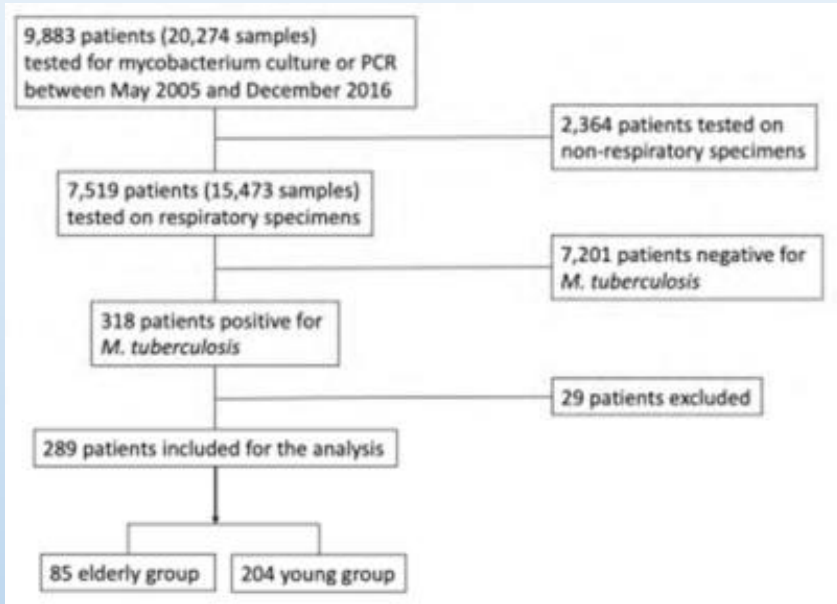 9,883 patients (20,274 samples)
tested for mycobacterium culture or PCR
between May 2005 and December 2016
2,364 patients tested on
non-respiratory specimens
7,519 patients (15,473 samples)
tested on respiratory specimens
7,201 patients negative for
M. tuberculosis
318 patients positive for
M. tuberculosis
29 patients excluded
289 patients included for the analysis
85 elderly group
204 young group